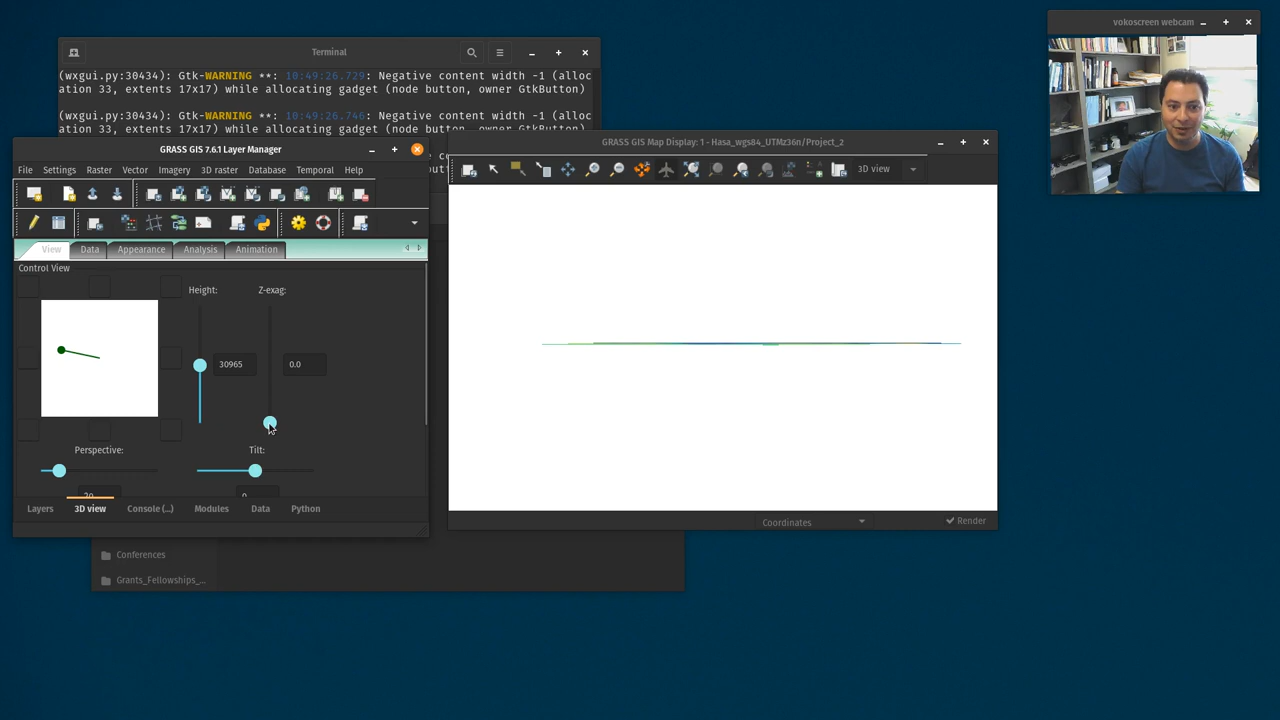 vokoscreen webcam
Terminal
(wxgui.py:30434): Gtk-WARNING **: 10:49:26.729: Negative content width -1 (alloc
ation 33, extents 17x17) while allocating gadget (node button, owner GtkButton)
(wxgui.py:30434): Gtk-WARNING **: 10:49:26.746: Negative content width -1 (alloc
ation 33, extents 17x17) while allocating gadget (node button, owner GtkButton)
GRASS GIS 7.6.1 Layer Manager
File Settings Raster Vector Imagery 3D raster Database Temporal Help
View Data Appearance Analysis Animation
Control View
Height: Z-exag:
30965 0.0
Perspective: Tilt:
20 0
Layers 3D view Console (...) Modules Data Python
GRASS GIS Map Display: 1 - Hasa_wgs84_UTMz36n/Project_2
3D view
Coordinates Render
Conferences
Grants_Fellowships_...